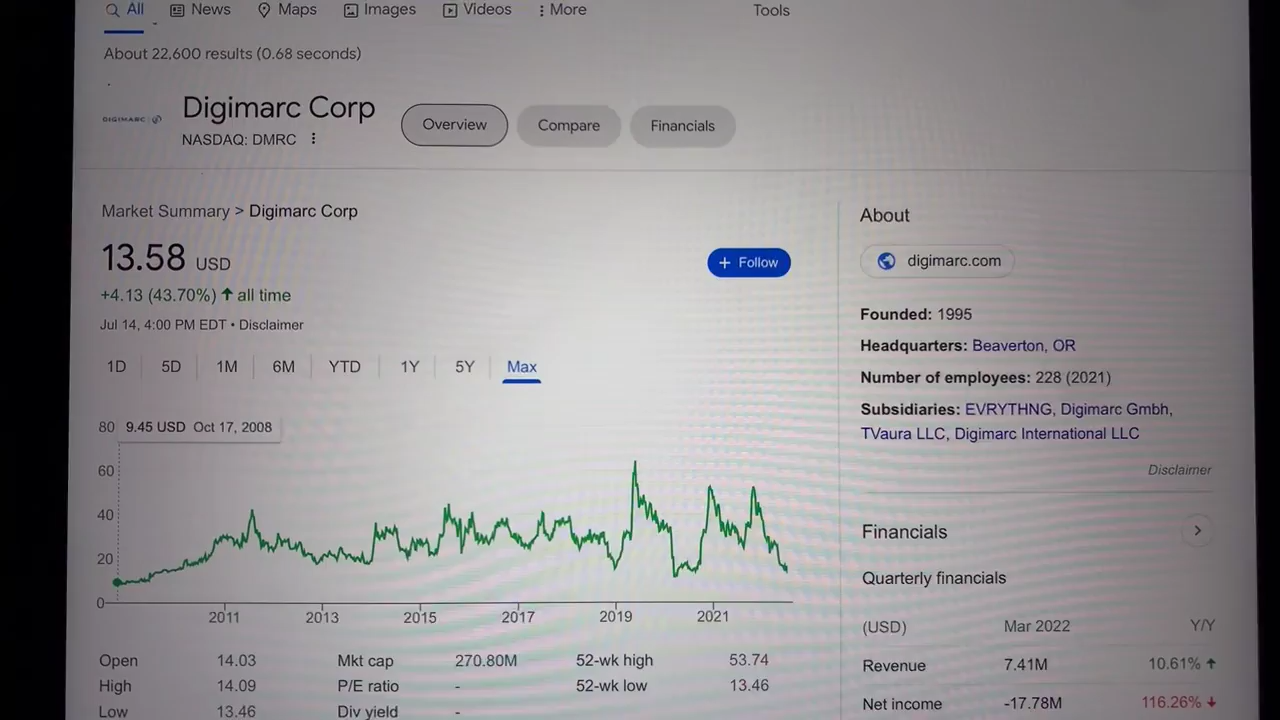 All News Maps Images Videos More Tools
About 22,600 results (0.68 seconds)
DIGIMARC
Digimarc Corp
NASDAQ: DMRC
Overview Compare Financials
Market Summary > Digimarc Corp
13.58 USD
+ Follow
+4.13 (43.70%) ↑ all time
Jul 14, 4:00 PM EDT • Disclaimer
1D 5D 1M 6M YTD 1Y 5Y Max
9.45 USD Oct 17, 2008
80
60
40
20
0
2011 2013 2015 2017 2019 2021
Open 14.03 Mkt cap 270.80M 52-wk high 53.74
High 14.09 P/E ratio - 52-wk low 13.46
Low 13.46 Div yield -
About
digimarc.com
Founded: 1995
Headquarters: Beaverton, OR
Number of employees: 228 (2021)
Subsidiaries: EVRYTHNG, Digimarc Gmbh,
TVaura LLC, Digimarc International LLC
Disclaimer
Financials
Quarterly financials
(USD) Mar 2022 Y/Y
Revenue 7.41M 10.61% ↑
Net income -17.78M 116.26% ↓